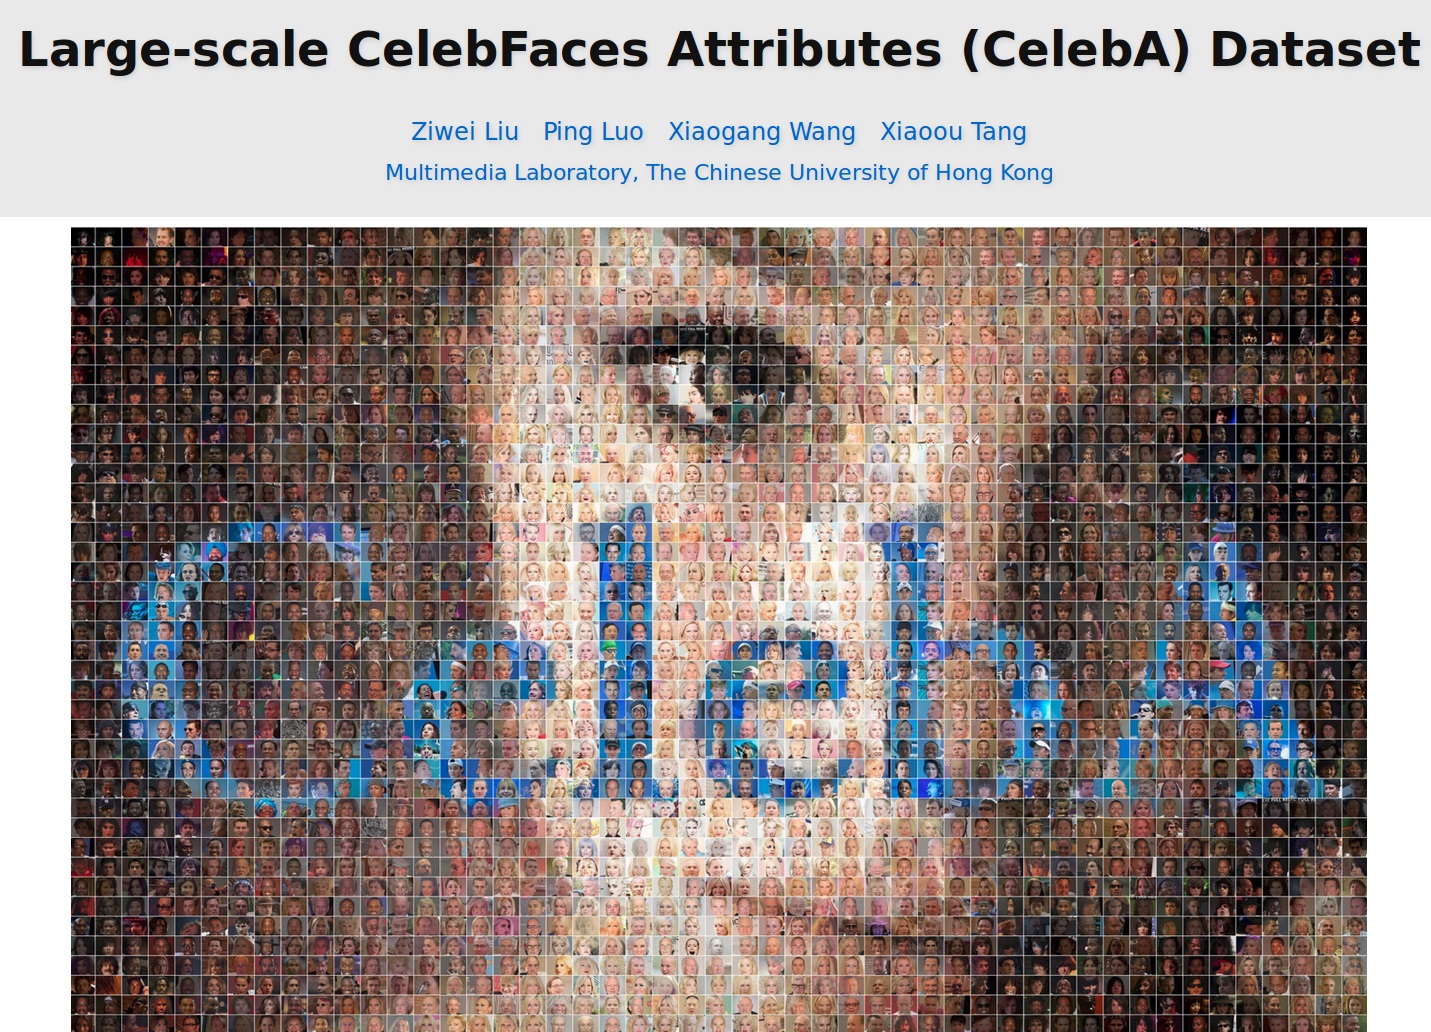 Large-scale CelebFaces Attributes (CelebA) Dataset
Ziwei Liu Ping Luo Xiaogang Wang Xiaoou Tang
Multimedia Laboratory, The Chinese University of Hong Kong
CelebA